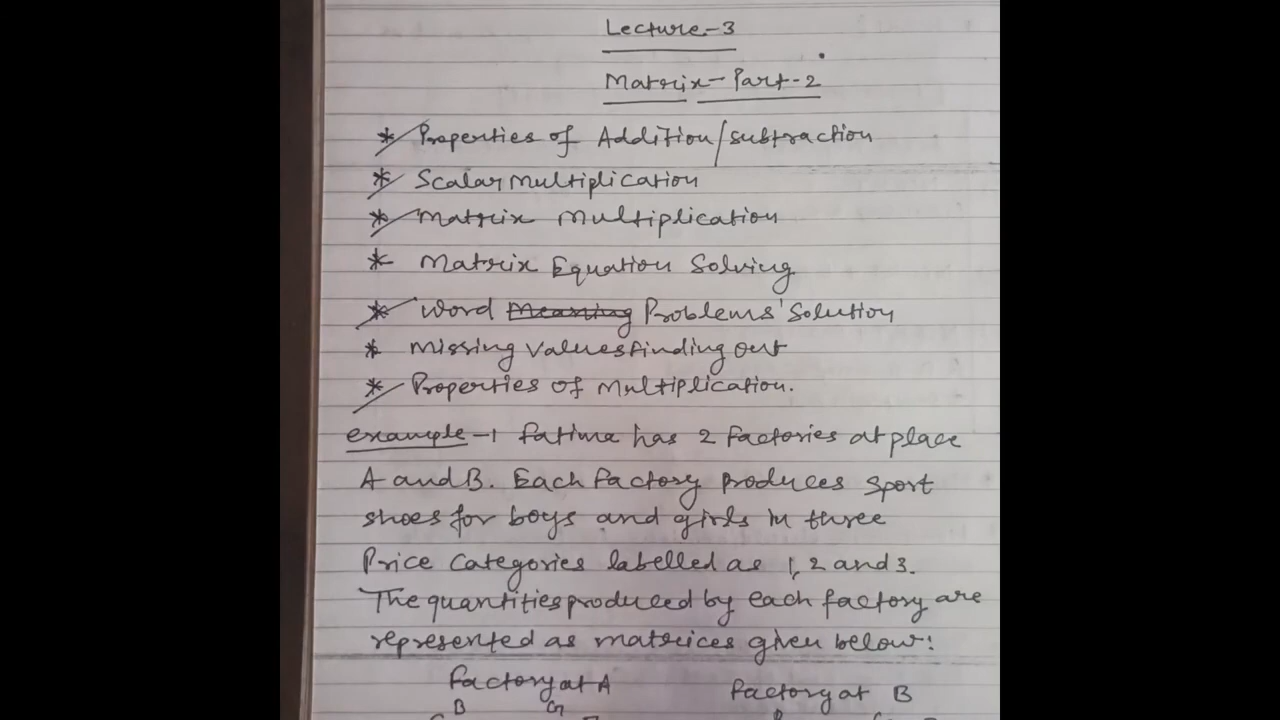 Lecture-3
Matrix- Part-2
* Properties of Addition/subtraction
* Scalar Multiplication
* Matrix Multiplication
* Matrix Equation Solving
* Word Meaning Problems' Solution
* Missing Values finding out
* Properties of Multiplication.
example-1 Fatima has 2 factories at place
A and B. Each factory Produces sport
shoes for boys and girls in three
Price Categories labelled as 1, 2 and 3.
The quantities produced by each factory are
represented as matrices given below:
Factory at A Factory at B
B G